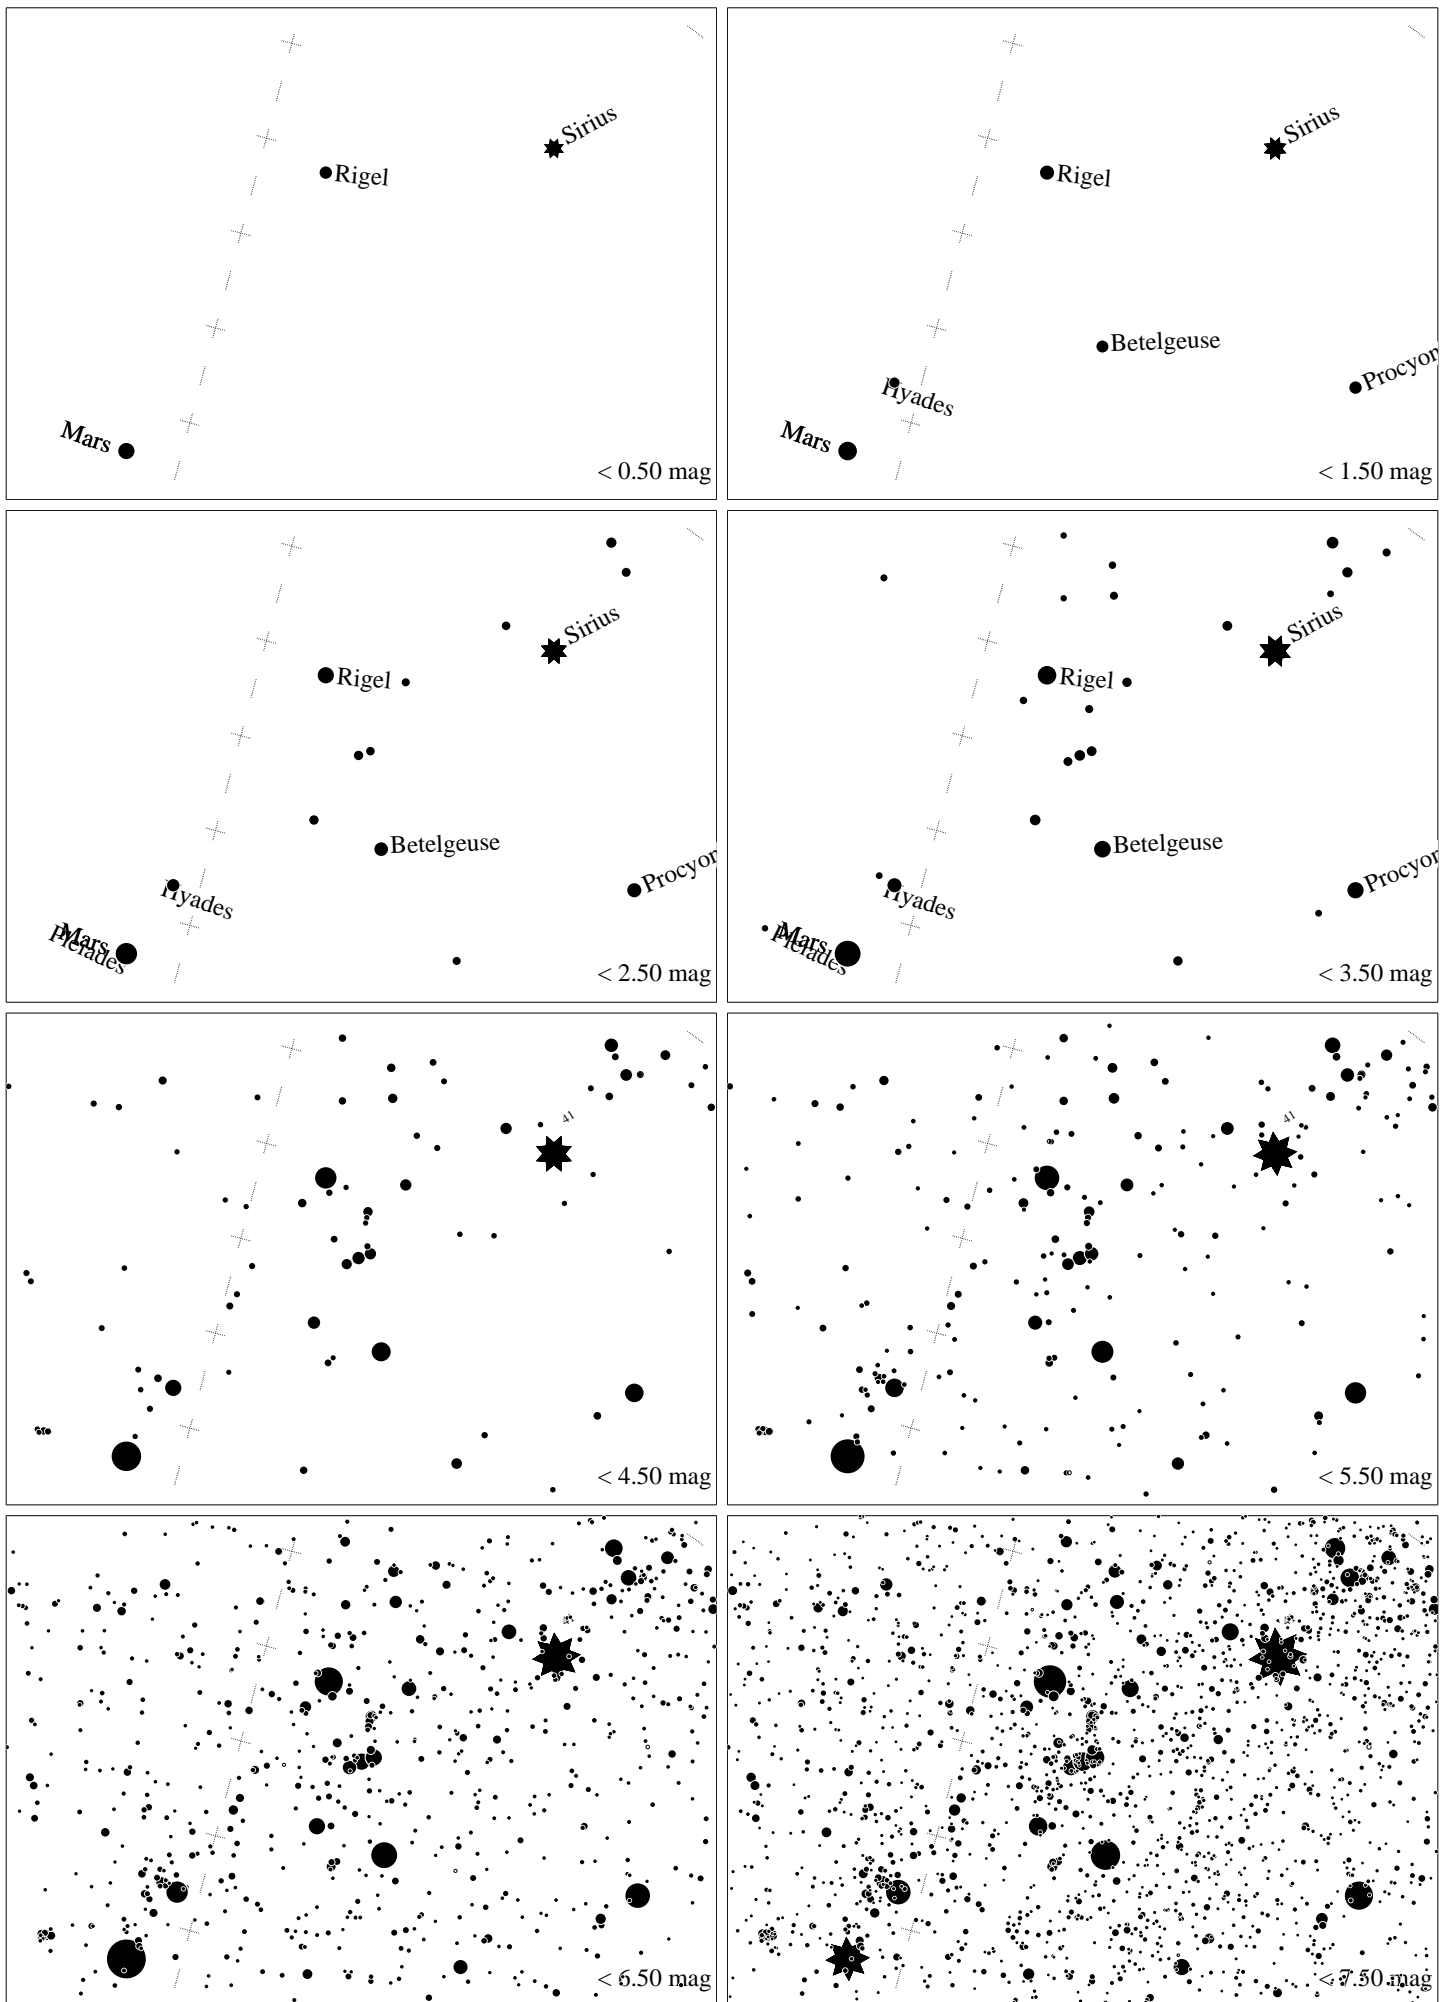 Sirius
Rigel
Mars
< 0.50 mag
Sirius
Rigel
Betelgeuse
Procyon
Hyades
Mars
< 1.50 mag
Sirius
Rigel
Betelgeuse
Procyon
Hyades
Mars
Pleiades
< 2.50 mag
Sirius
Rigel
Betelgeuse
Procyon
Hyades
Mars
Pleiades
< 3.50 mag
41
< 4.50 mag
41
< 5.50 mag
< 6.50 mag
< 7.50 mag